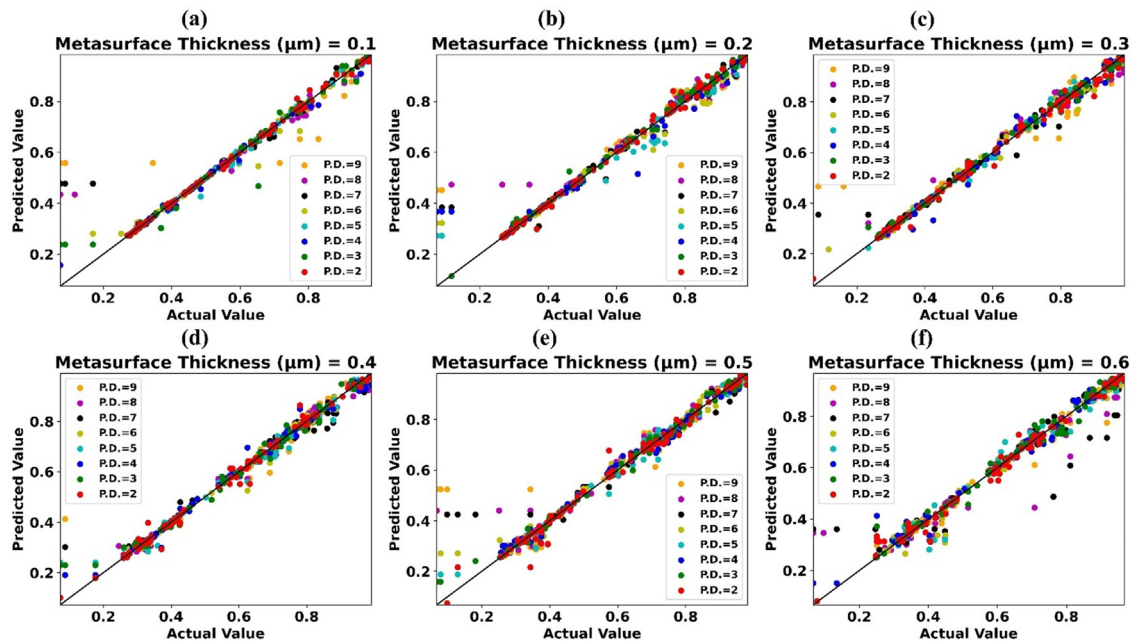 (a)
Metasurface Thickness (μm) = 0.1
Predicted Value
0.8
0.6
0.4
0.2
P.D.=9
P.D.=8
P.D.=7
P.D.=6
P.D.=5
P.D.=4
P.D.=3
P.D.=2
0.2 0.4 0.6 0.8
Actual Value
(b)
Metasurface Thickness (μm) = 0.2
Predicted Value
0.8
0.6
0.4
0.2
P.D.=9
P.D.=8
P.D.=7
P.D.=6
P.D.=5
P.D.=4
P.D.=3
P.D.=2
0.2 0.4 0.6 0.8
Actual Value
(c)
Metasurface Thickness (μm) = 0.3
Predicted Value
0.8
0.6
0.4
0.2
P.D.=9
P.D.=8
P.D.=7
P.D.=6
P.D.=5
P.D.=4
P.D.=3
P.D.=2
0.2 0.4 0.6 0.8
Actual Value
(d)
Metasurface Thickness (μm) = 0.4
Predicted Value
0.8
0.6
0.4
0.2
P.D.=9
P.D.=8
P.D.=7
P.D.=6
P.D.=5
P.D.=4
P.D.=3
P.D.=2
0.2 0.4 0.6 0.8
Actual Value
(e)
Metasurface Thickness (μm) = 0.5
Predicted Value
0.8
0.6
0.4
0.2
P.D.=9
P.D.=8
P.D.=7
P.D.=6
P.D.=5
P.D.=4
P.D.=3
P.D.=2
0.2 0.4 0.6 0.8
Actual Value
(f)
Metasurface Thickness (μm) = 0.6
Predicted Value
0.8
0.6
0.4
0.2
P.D.=9
P.D.=8
P.D.=7
P.D.=6
P.D.=5
P.D.=4
P.D.=3
P.D.=2
0.2 0.4 0.6 0.8
Actual Value